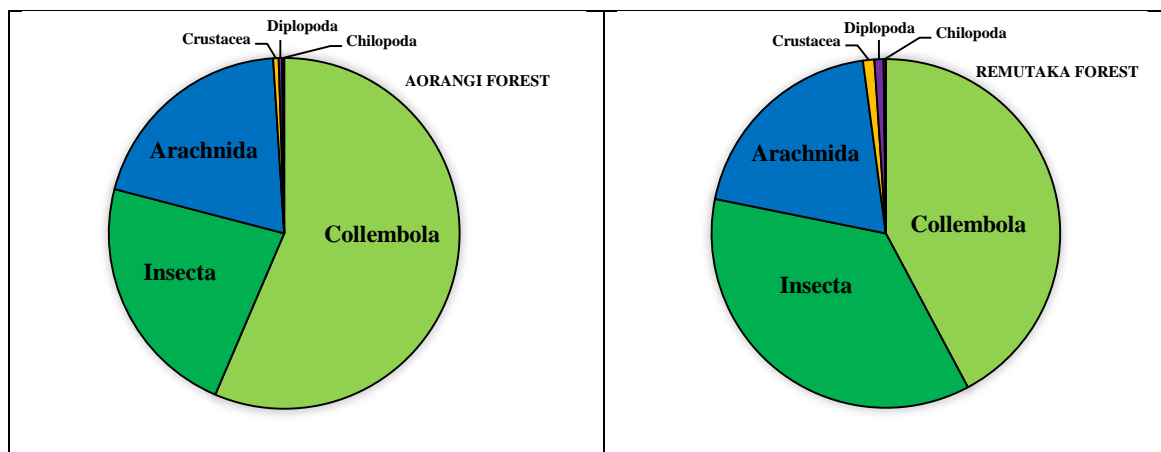 Diplopoda
Crustacea
Chilopoda
AORANGI FOREST
Arachnida
Collembola
Insecta
Diplopoda
Crustacea
Chilopoda
REMUTAKA FOREST
Arachnida
Collembola
Insecta